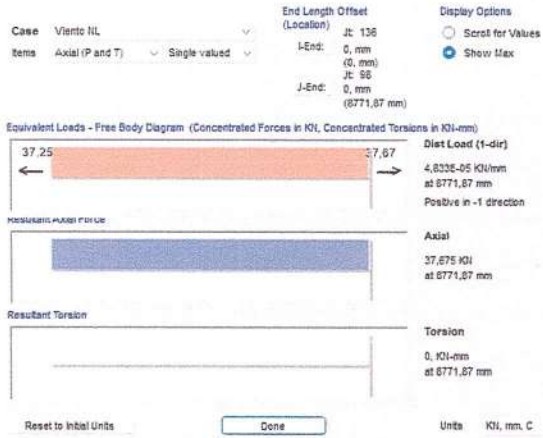 Case Viento NL
Items Axial (P and T) Single valued
End Length Offset
(Location)
Jt: 136
I-End: 0, mm
(0, mm)
Jt: 98
J-End: 0, mm
(8771,87 mm)
Display Options
Scroll for Values
Show Max
Equivalent Loads - Free Body Diagram (Concentrated Forces in KN, Concentrated Torsions in KN-mm)
37,25
37,67
Dist Load (1-dir)
4,833E-05 KN/mm
at 8771,87 mm
Positive in -1 direction
Resultant Axial Force
Axial
37,675 KN
at 8771,87 mm
Resultant Torsion
Torsion
0, KN-mm
at 8771,87 mm
Reset to Initial Units
Done
Units KN, mm, C